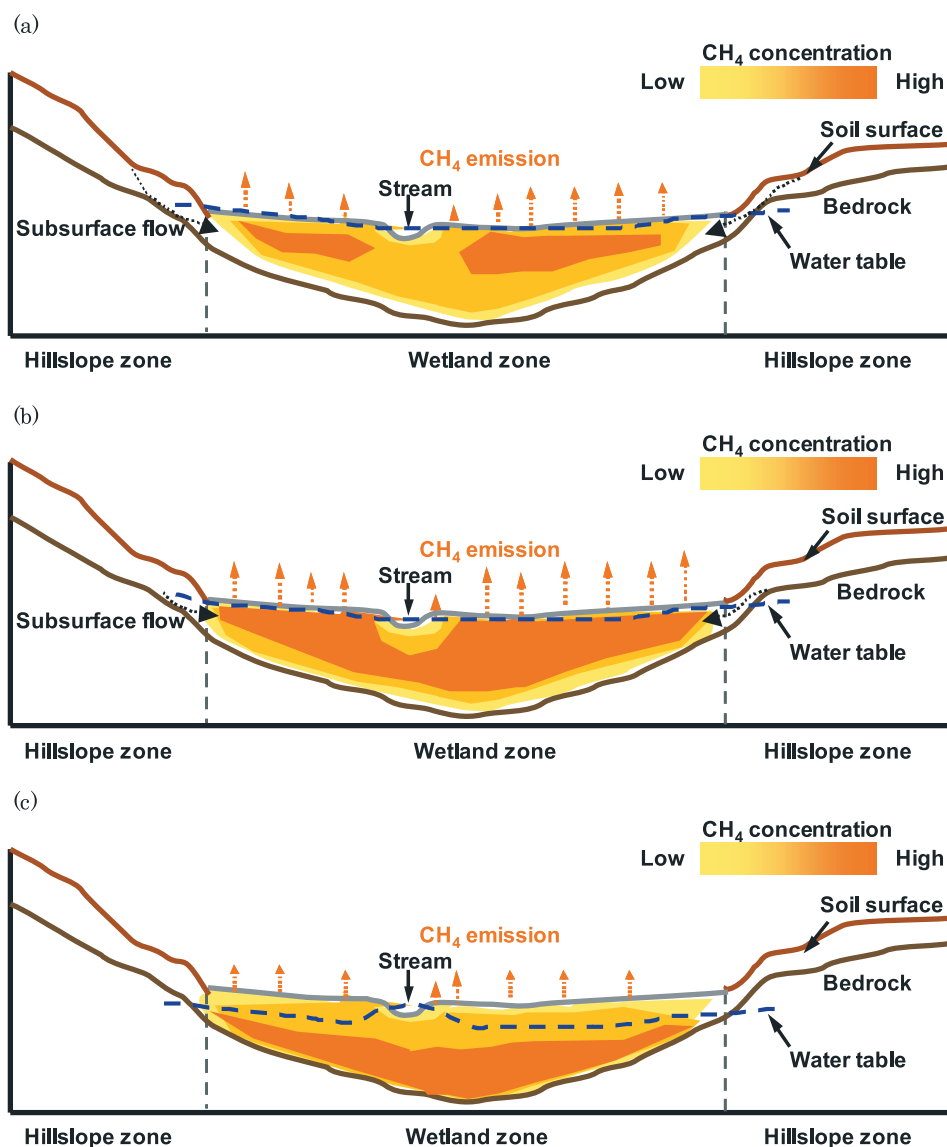 (a)
CH₄ concentration
Low High
Soil surface
CH₄ emission
Stream
Subsurface flow
Bedrock
Water table
Hillslope zone Wetland zone Hillslope zone
(b)
CH₄ concentration
Low High
Soil surface
CH₄ emission
Stream
Bedrock
Subsurface flow
Water table
Hillslope zone Wetland zone Hillslope zone
(c)
CH₄ concentration
Low High
Soil surface
CH₄ emission
Stream
Bedrock
Water table
Hillslope zone Wetland zone Hillslope zone